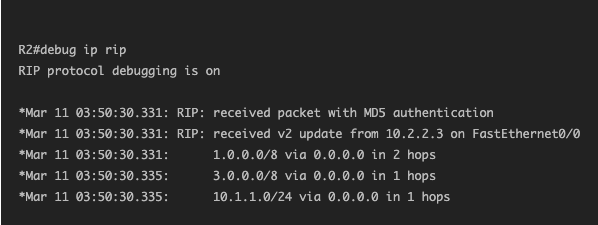 R2#debug ip rip
RIP protocol debugging is on
*Mar 11 03:50:30.331: RIP: received packet with MD5 authentication
*Mar 11 03:50:30.331: RIP: received v2 update from 10.2.2.3 on FastEthernet0/0
*Mar 11 03:50:30.331:      1.0.0.0/8 via 0.0.0.0 in 2 hops
*Mar 11 03:50:30.335:      3.0.0.0/8 via 0.0.0.0 in 1 hops
*Mar 11 03:50:30.335:      10.1.1.0/24 via 0.0.0.0 in 1 hops